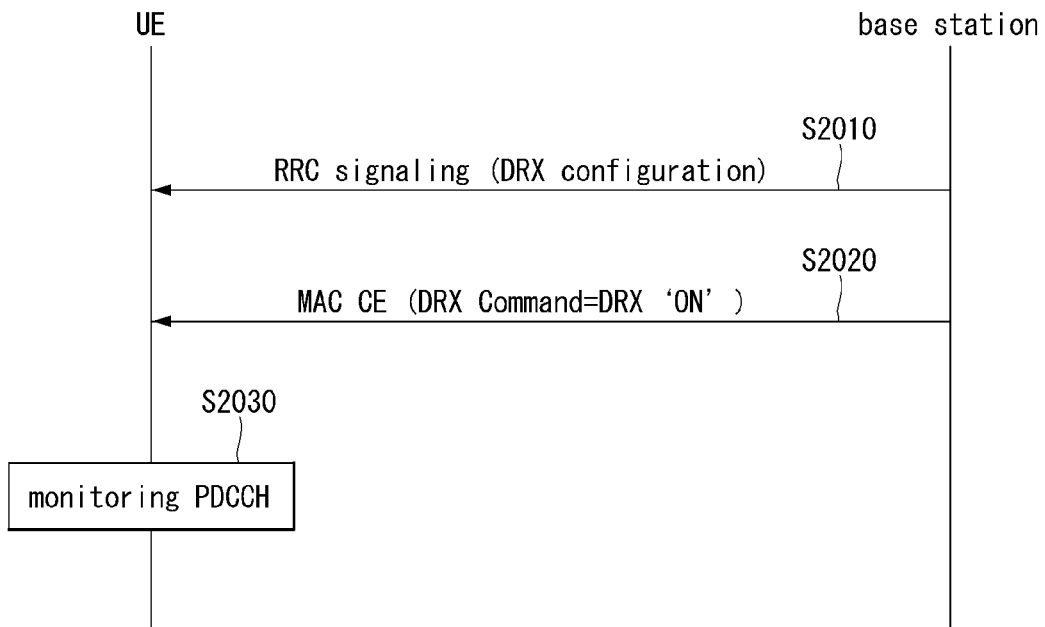 UE
base station
S2010
RRC signaling (DRX configuration)
S2020
MAC CE (DRX Command=DRX ‘ON’ )
S2030
monitoring PDCCH